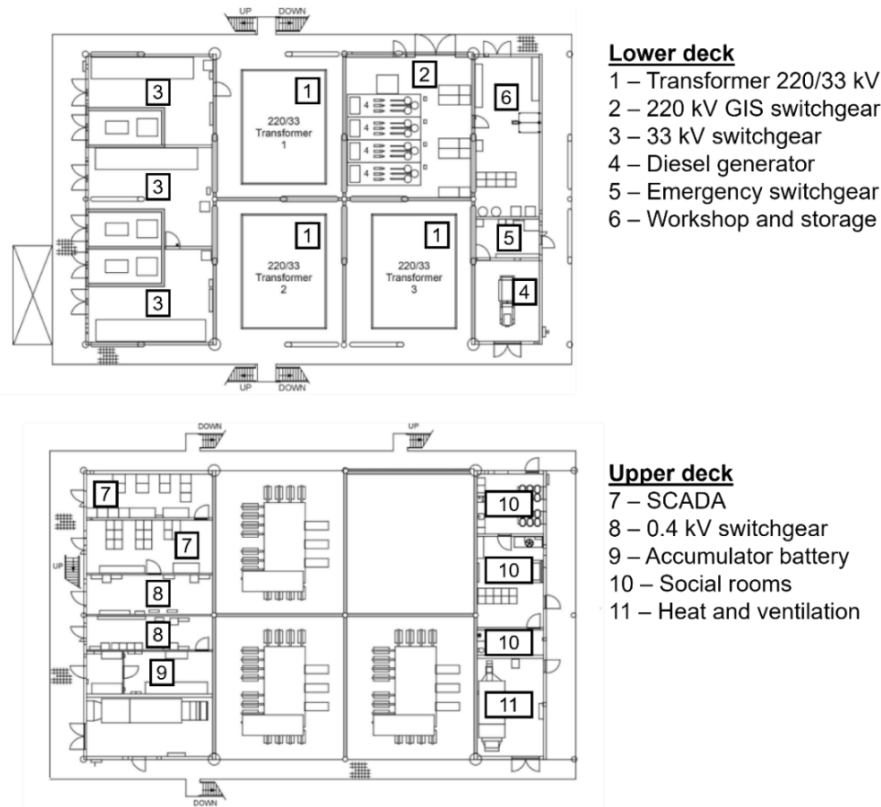 UP DOWN
3
1
2
6
220/33
Transformer
1
4
4
4
4
3
1
1
5
220/33
Transformer
2
220/33
Transformer
3
3
4
UP DOWN
Lower deck
1 – Transformer 220/33 kV
2 – 220 kV GIS switchgear
3 – 33 kV switchgear
4 – Diesel generator
5 – Emergency switchgear
6 – Workshop and storage
DOWN
UP
7
10
7
UP
10
8
8
10
9
11
DOWN
Upper deck
7 – SCADA
8 – 0.4 kV switchgear
9 – Accumulator battery
10 – Social rooms
11 – Heat and ventilation